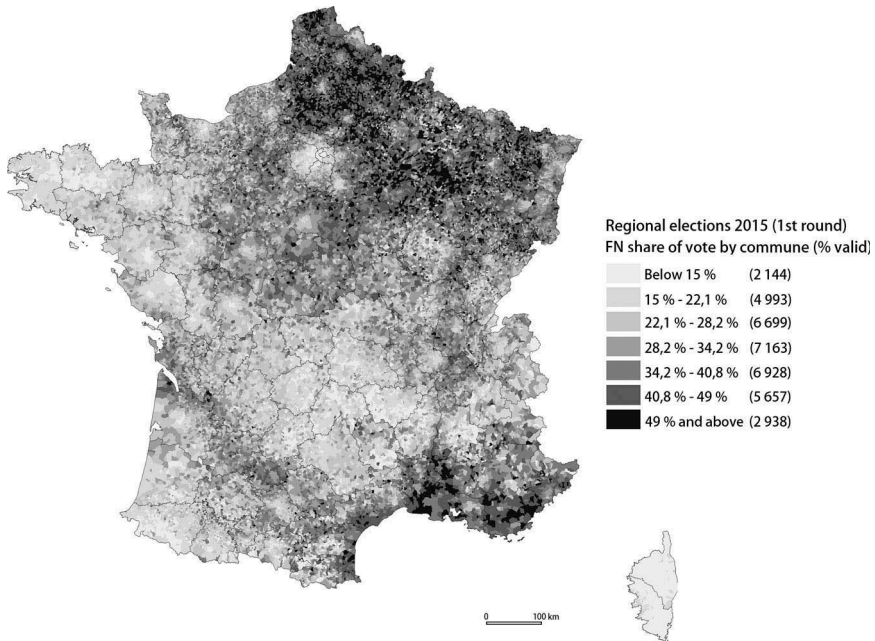 Regional elections 2015 (1st round)
FN share of vote by commune (% valid)
Below 15 % (2 144)
15 % - 22,1 % (4 993)
22,1 % - 28,2 % (6 699)
28,2 % - 34,2 % (7 163)
34,2 % - 40,8 % (6 928)
40,8 % - 49 % (5 657)
49 % and above (2 938)
0 100 km